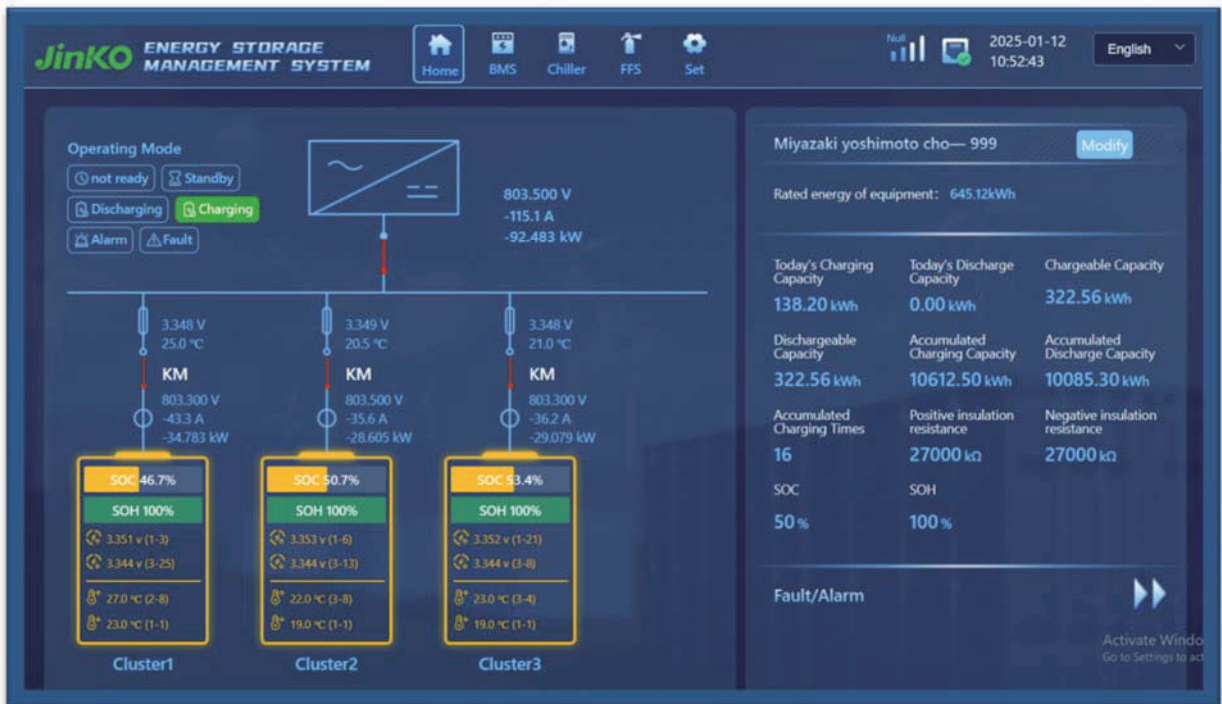 JinKO ENERGY STORAGE
MANAGEMENT SYSTEM
Home
BMS
Chiller
FFS
Set
Null
2025-01-12
10:52:43
English
Operating Mode
not ready
Standby
Discharging
Charging
Alarm
Fault
803.500 V
-115.1 A
-92.483 kW
3.348 V
25.0 ℃
KM
803.300 V
-43.3 A
-34.783 kW
SOC 46.7%
SOH 100%
3.351 v (1-3)
3.344 v (3-25)
27.0 ℃ (2-8)
23.0 ℃ (1-1)
Cluster1
3.349 V
20.5 ℃
KM
803.500 V
-35.6 A
-28.605 kW
SOC 50.7%
SOH 100%
3.353 v (1-6)
3.344 v (3-13)
22.0 ℃ (3-8)
19.0 ℃ (1-1)
Cluster2
3.348 V
21.0 ℃
KM
803.300 V
-36.2 A
-29.079 kW
SOC 53.4%
SOH 100%
3.352 v (1-21)
3.344 v (3-8)
23.0 ℃ (3-4)
19.0 ℃ (1-1)
Cluster3
Miyazaki yoshimoto cho— 999
Modify
Rated energy of equipment: 645.12kWh
Today's Charging
Capacity
138.20 kWh
Today's Discharge
Capacity
0.00 kWh
Chargeable Capacity
322.56 kWh
Dischargeable
Capacity
322.56 kWh
Accumulated
Charging Capacity
10612.50 kWh
Accumulated
Discharge Capacity
10085.30 kWh
Accumulated
Charging Times
16
Positive insulation
resistance
27000 kΩ
Negative insulation
resistance
27000 kΩ
SOC
50 %
SOH
100 %
Fault/Alarm
Activate Windo
Go to Settings to act